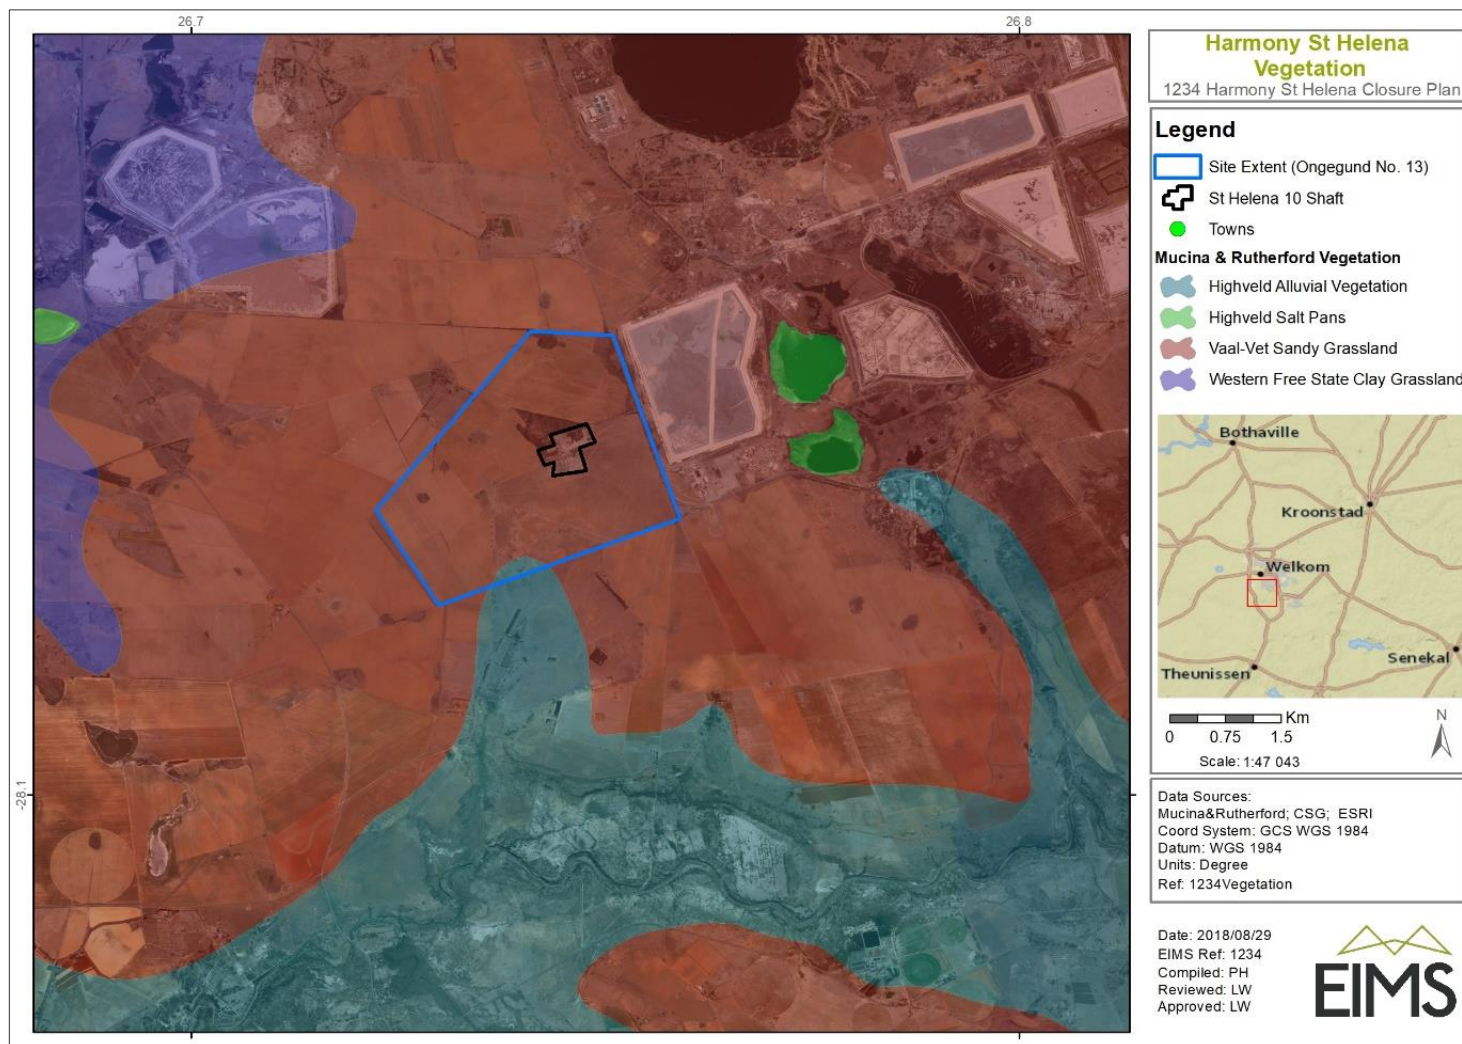 26.7
26.8
-28.1
Harmony St Helena
Vegetation
1234 Harmony St Helena Closure Plan
Legend
Site Extent (Ongegund No. 13)
St Helena 10 Shaft
Towns
Mucina & Rutherford Vegetation
Highveld Alluvial Vegetation
Highveld Salt Pans
Vaal-Vet Sandy Grassland
Western Free State Clay Grassland
Bothaville
Kroonstad
Welkom
Senekal
Theunissen
Km
0 0.75 1.5
N
Scale: 1:47 043
Data Sources:
Mucina&Rutherford; CSG; ESRI
Coord System: GCS WGS 1984
Datum: WGS 1984
Units: Degree
Ref: 1234Vegetation
Date: 2018/08/29
EIMS Ref: 1234
Compiled: PH
Reviewed: LW
Approved: LW
EIMS